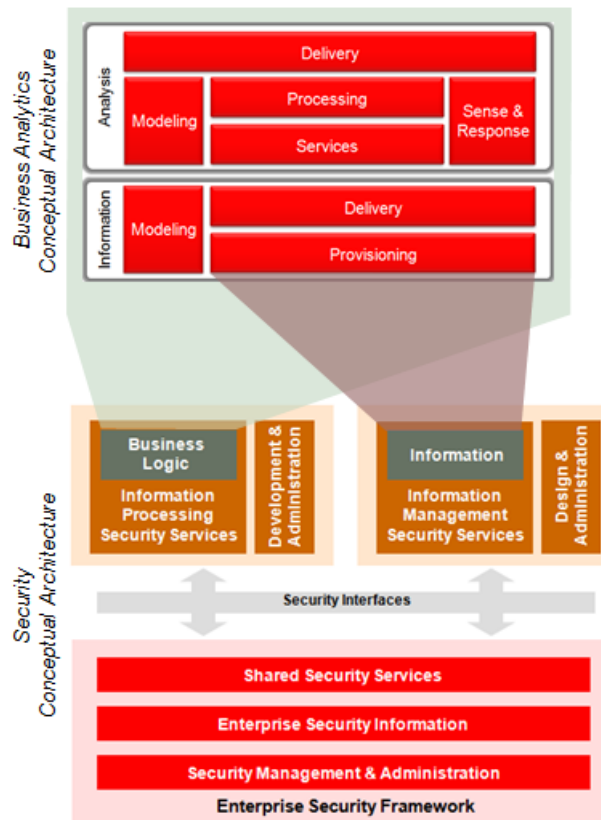 Business Analytics
Conceptual Architecture
Analysis
Delivery
Modeling
Processing
Services
Sense &
Response
Information
Modeling
Delivery
Provisioning
Security
Conceptual Architecture
Business
Logic
Information
Processing
Security Services
Development &
Administration
Information
Information
Management
Security Services
Design &
Administration
Security Interfaces
Shared Security Services
Enterprise Security Information
Security Management & Administration
Enterprise Security Framework